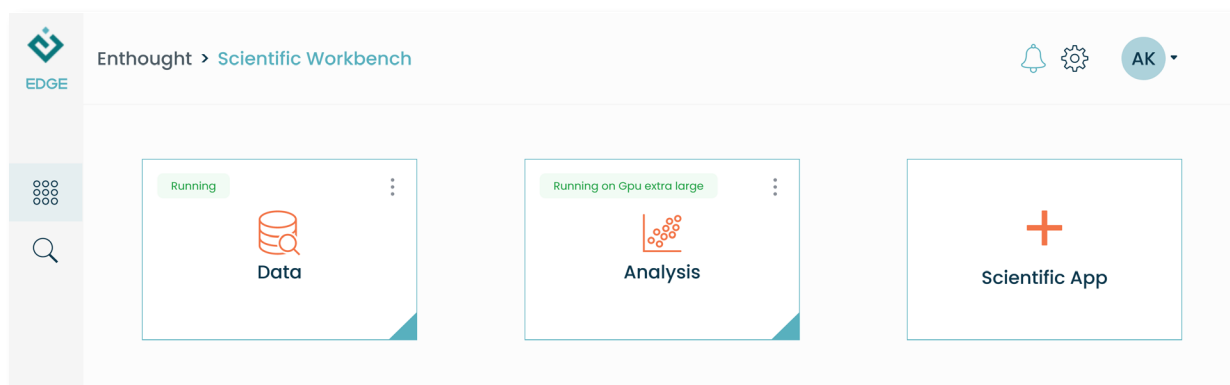 EDGE
Enthought > Scientific Workbench
AK
Running
Data
Running on Gpu extra large
Analysis
Scientific App